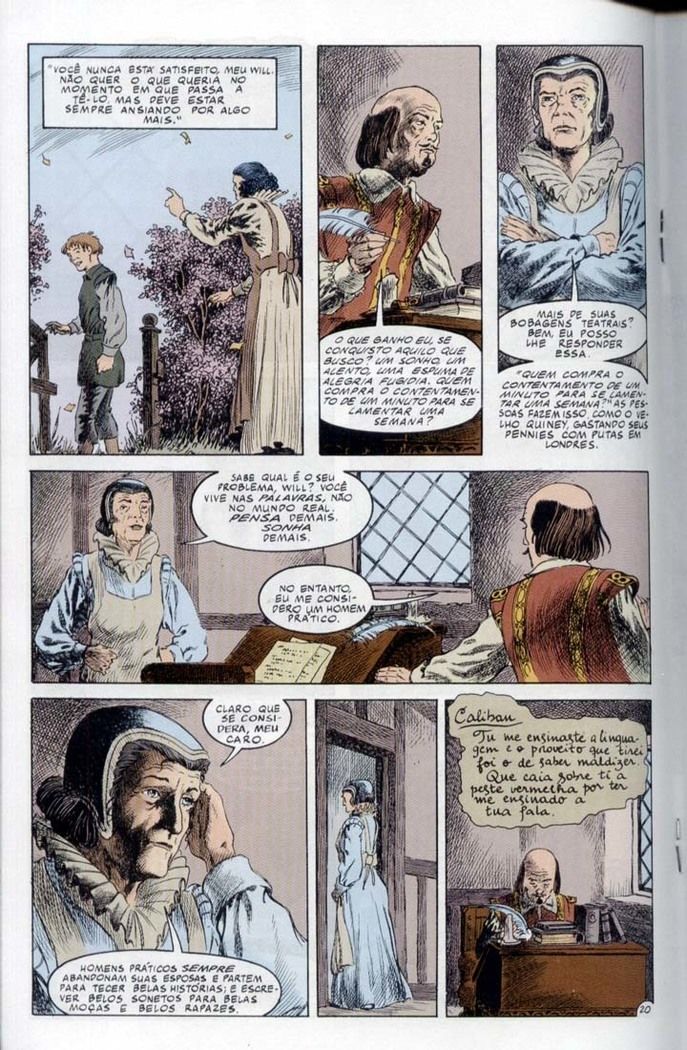 "VOCÊ NUNCA ESTÁ SATISFEITO, MEU WILL.
NÃO QUER O QUE QUERIA NO
MOMENTO EM QUE PASSA A
TÊ-LO, MAS DEVE ESTAR
SEMPRE ANSIANDO POR ALGO
MAIS."
O QUE GANHO EU, SE
CONQUISTO AQUILO QUE
BUSCO? UM SONHO, UM
ALENTO, UMA ESPUMA DE
ALEGRIA FUGIDIA. QUEM
COMPRA O CONTENTAMEN-
TO DE UM MINUTO PARA SE
LAMENTAR UMA
SEMANA?
MAIS DE SUAS
BOBAGENS TEATRAIS?
BEM, EU POSSO
LHE RESPONDER
ESSA.
"QUEM COMPRA O
CONTENTAMENTO DE UM
MINUTO PARA SE LAMEN-
TAR UMA SEMANA?" AS PES-
SOAS FAZEM ISSO, COMO O VE-
LHO QUINEY, GASTANDO SEUS
PENNIES COM PUTAS EM
LONDRES.
SABE QUAL É O SEU
PROBLEMA, WILL? VOCÊ
VIVE NAS PALAVRAS, NÃO
NO MUNDO REAL.
PENSA DEMAIS.
SONHA
DEMAIS.
NO ENTANTO,
EU ME CONSI-
DERO UM HOMEM
PRÁTICO.
CLARO QUE
SE CONSI-
DERA, MEU
CARO.
HOMENS PRÁTICOS SEMPRE
ABANDONAM SUAS ESPOSAS E PARTEM
PARA TECER BELAS HISTÓRIAS; E ESCRE-
VER BELOS SONETOS PARA BELAS
MOÇAS E BELOS RAPAZES.
Caliban
Tu me ensinaste a lingua-
gem e o proveito que tirei
foi o de saber maldizer.
Que caia sobre ti a
peste vermelha por ter
me ensinado a
tua fala.
20